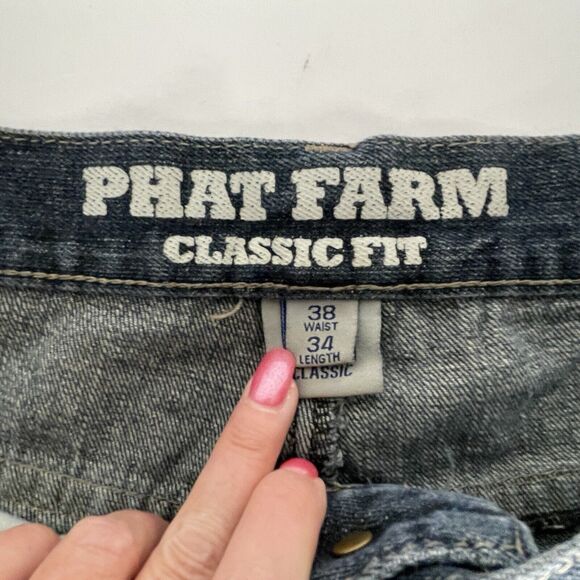 PHAT FARM
CLASSIC FIT
38
WAIST
34
LENGTH
CLASSIC